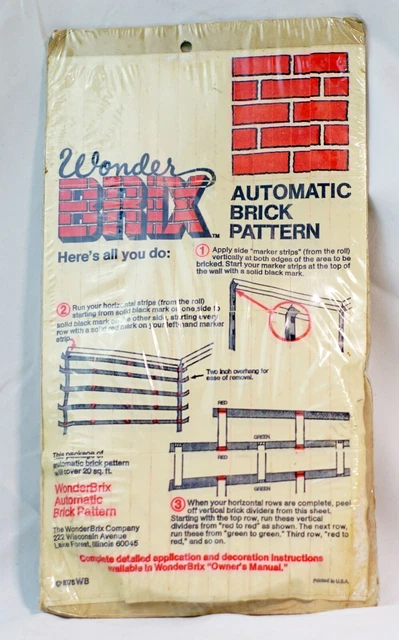 Wonder
BRIX™
AUTOMATIC
BRICK
PATTERN
Here's all you do:
1 Apply side "marker strips" (from the roll)
vertically at both edges of the area to be
bricked. Start your marker strips at the top of
the wall with a solid black mark.
2 Run your horizontal strips (from the roll)
starting from solid black mark on one side to
solid black mark on the other side, starting every
row with a solid red mark on your left-hand marker
strip.
Two inch overhang for
ease of removal.
RED
GREEN
RED
GREEN
This package of
automatic brick pattern
will cover 20 sq. ft.
WonderBrix
Automatic
Brick Pattern
The WonderBrix Company
222 Wisconsin Avenue
Lake Forest, Illinois 60045
3 When your horizontal rows are complete, peel
off vertical brick dividers from this sheet.
Starting with the top row, run these vertical
dividers from "red to red" as shown. The next row,
run these from "green to green." Third row, "red to
red," and so on.
Complete detailed application and decoration instructions
available in WonderBrix "Owner's Manual."
© 1975 WB
Printed in U.S.A.